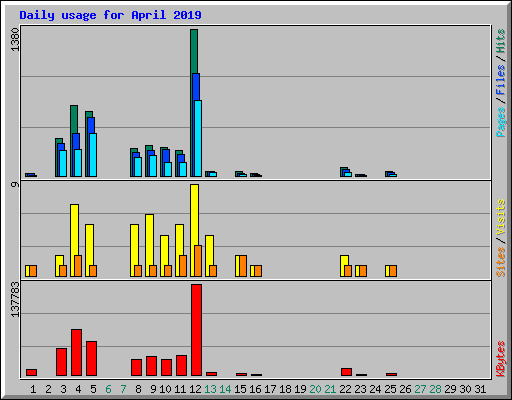 Daily usage for April 2019
1380
Pages / Files / Hits
9
Sites / Visits
137783
KBytes
1 2 3 4 5 6 7 8 9 10 11 12 13 14 15 16 17 18 19 20 21 22 23 24 25 26 27 28 29 30 31